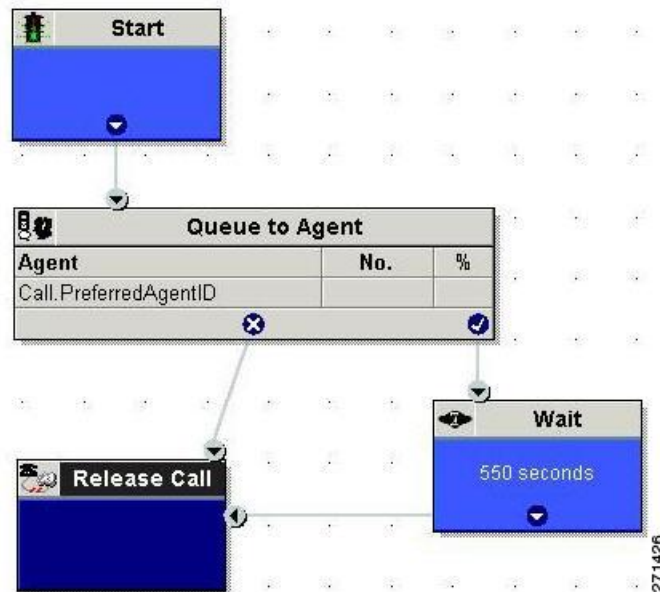 Start
Queue to Agent
Agent No. %
Call.PreferredAgentID
Wait
550 seconds
Release Call
271426